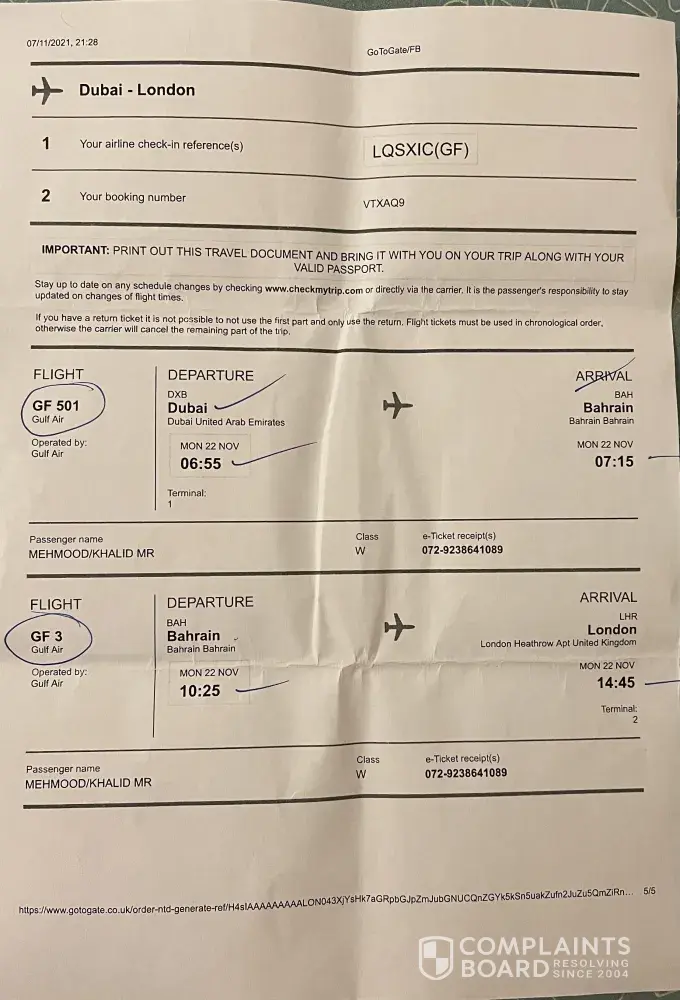 07/11/2021, 21:28
GoToGate/FB
Dubai - London
1 Your airline check-in reference(s) LQSXIC(GF)
2 Your booking number VTXAQ9
IMPORTANT: PRINT OUT THIS TRAVEL DOCUMENT AND BRING IT WITH YOU ON YOUR TRIP ALONG WITH YOUR
VALID PASSPORT.
Stay up to date on any schedule changes by checking www.checkmytrip.com or directly via the carrier. It is the passenger's responsibility to stay
updated on changes of flight times.
If you have a return ticket it is not possible to not use the first part and only use the return. Flight tickets must be used in chronological order,
otherwise the carrier will cancel the remaining part of the trip.
FLIGHT
GF 501
Gulf Air
Operated by:
Gulf Air
DEPARTURE
DXB
Dubai
Dubai United Arab Emirates
MON 22 NOV
06:55
Terminal:
1
ARRIVAL
BAH
Bahrain
Bahrain Bahrain
MON 22 NOV
07:15
Passenger name
MEHMOOD/KHALID MR
Class
W
e-Ticket receipt(s)
072-9238641089
FLIGHT
GF 3
Gulf Air
Operated by:
Gulf Air
DEPARTURE
BAH
Bahrain
Bahrain Bahrain
MON 22 NOV
10:25
ARRIVAL
LHR
London
London Heathrow Apt United Kingdom
MON 22 NOV
14:45
Terminal:
2
Passenger name
MEHMOOD/KHALID MR
Class
W
e-Ticket receipt(s)
072-9238641089
5/5
COMPLAINTS
BOARD RESOLVING
SINCE 2004